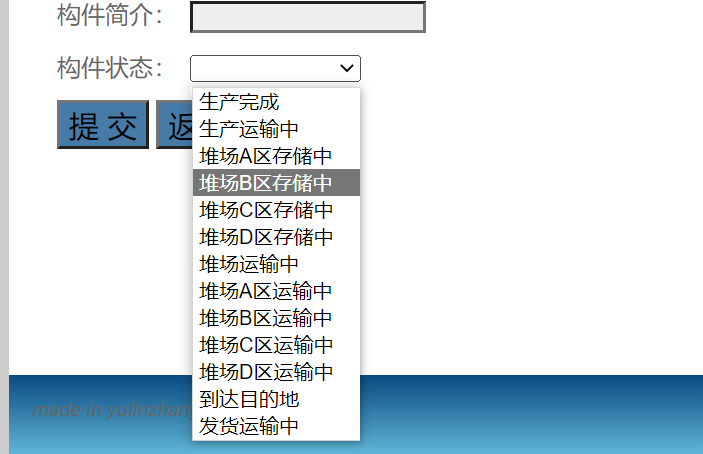 构件简介：
构件状态：
提 交 返
生产完成
生产运输中
堆场A区存储中
堆场B区存储中
堆场C区存储中
堆场D区存储中
堆场运输中
堆场A区运输中
堆场B区运输中
堆场C区运输中
堆场D区运输中
到达目的地
发货运输中
made in yulinzhang